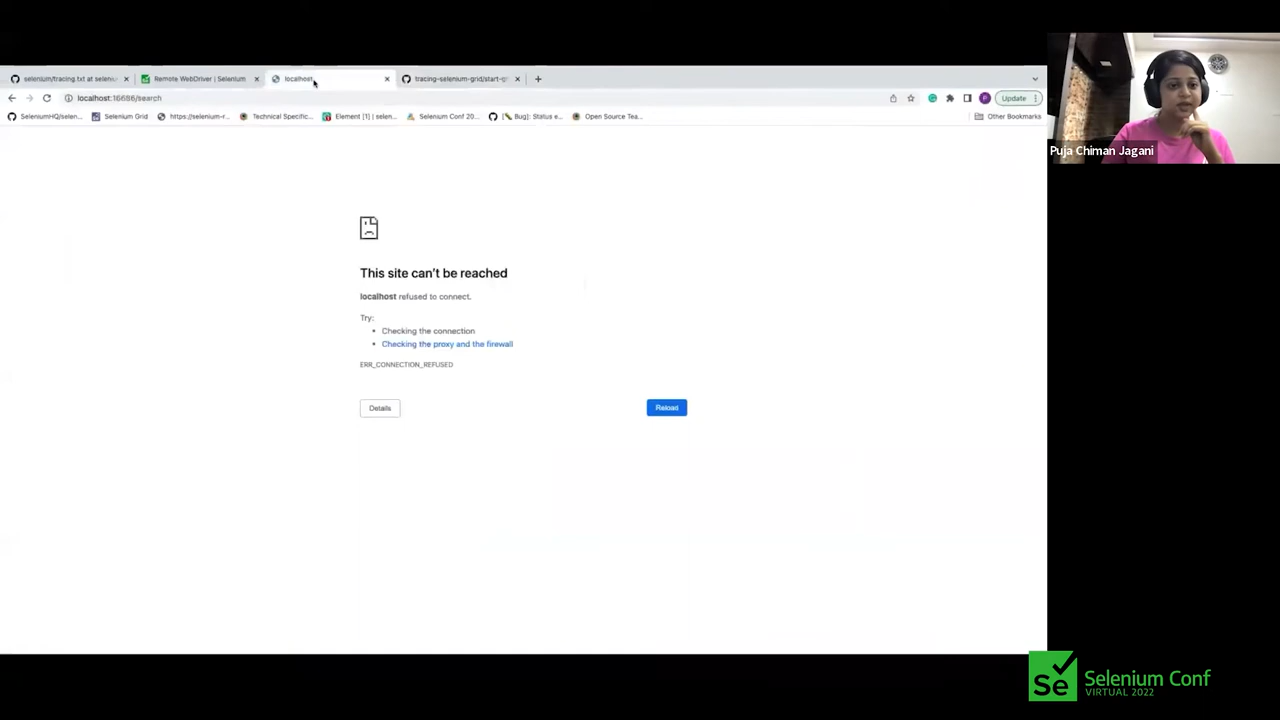 selenium/tracing.txt at seleniu
Remote WebDriver | Selenium
localhost
tracing-selenium-grid/start-gr
localhost:16686/search
Update
SeleniumHQ/selen...
Selenium Grid
https://selenium-r...
Technical Specific...
Element [1] | selen...
Selenium Conf 20...
[🐛 Bug]: Status e...
Open Source Tea...
Other Bookmarks
This site can't be reached
localhost refused to connect.
Try:
• Checking the connection
• Checking the proxy and the firewall
ERR_CONNECTION_REFUSED
Details
Reload
Puja Chiman Jagani
Se
Selenium Conf
VIRTUAL 2022